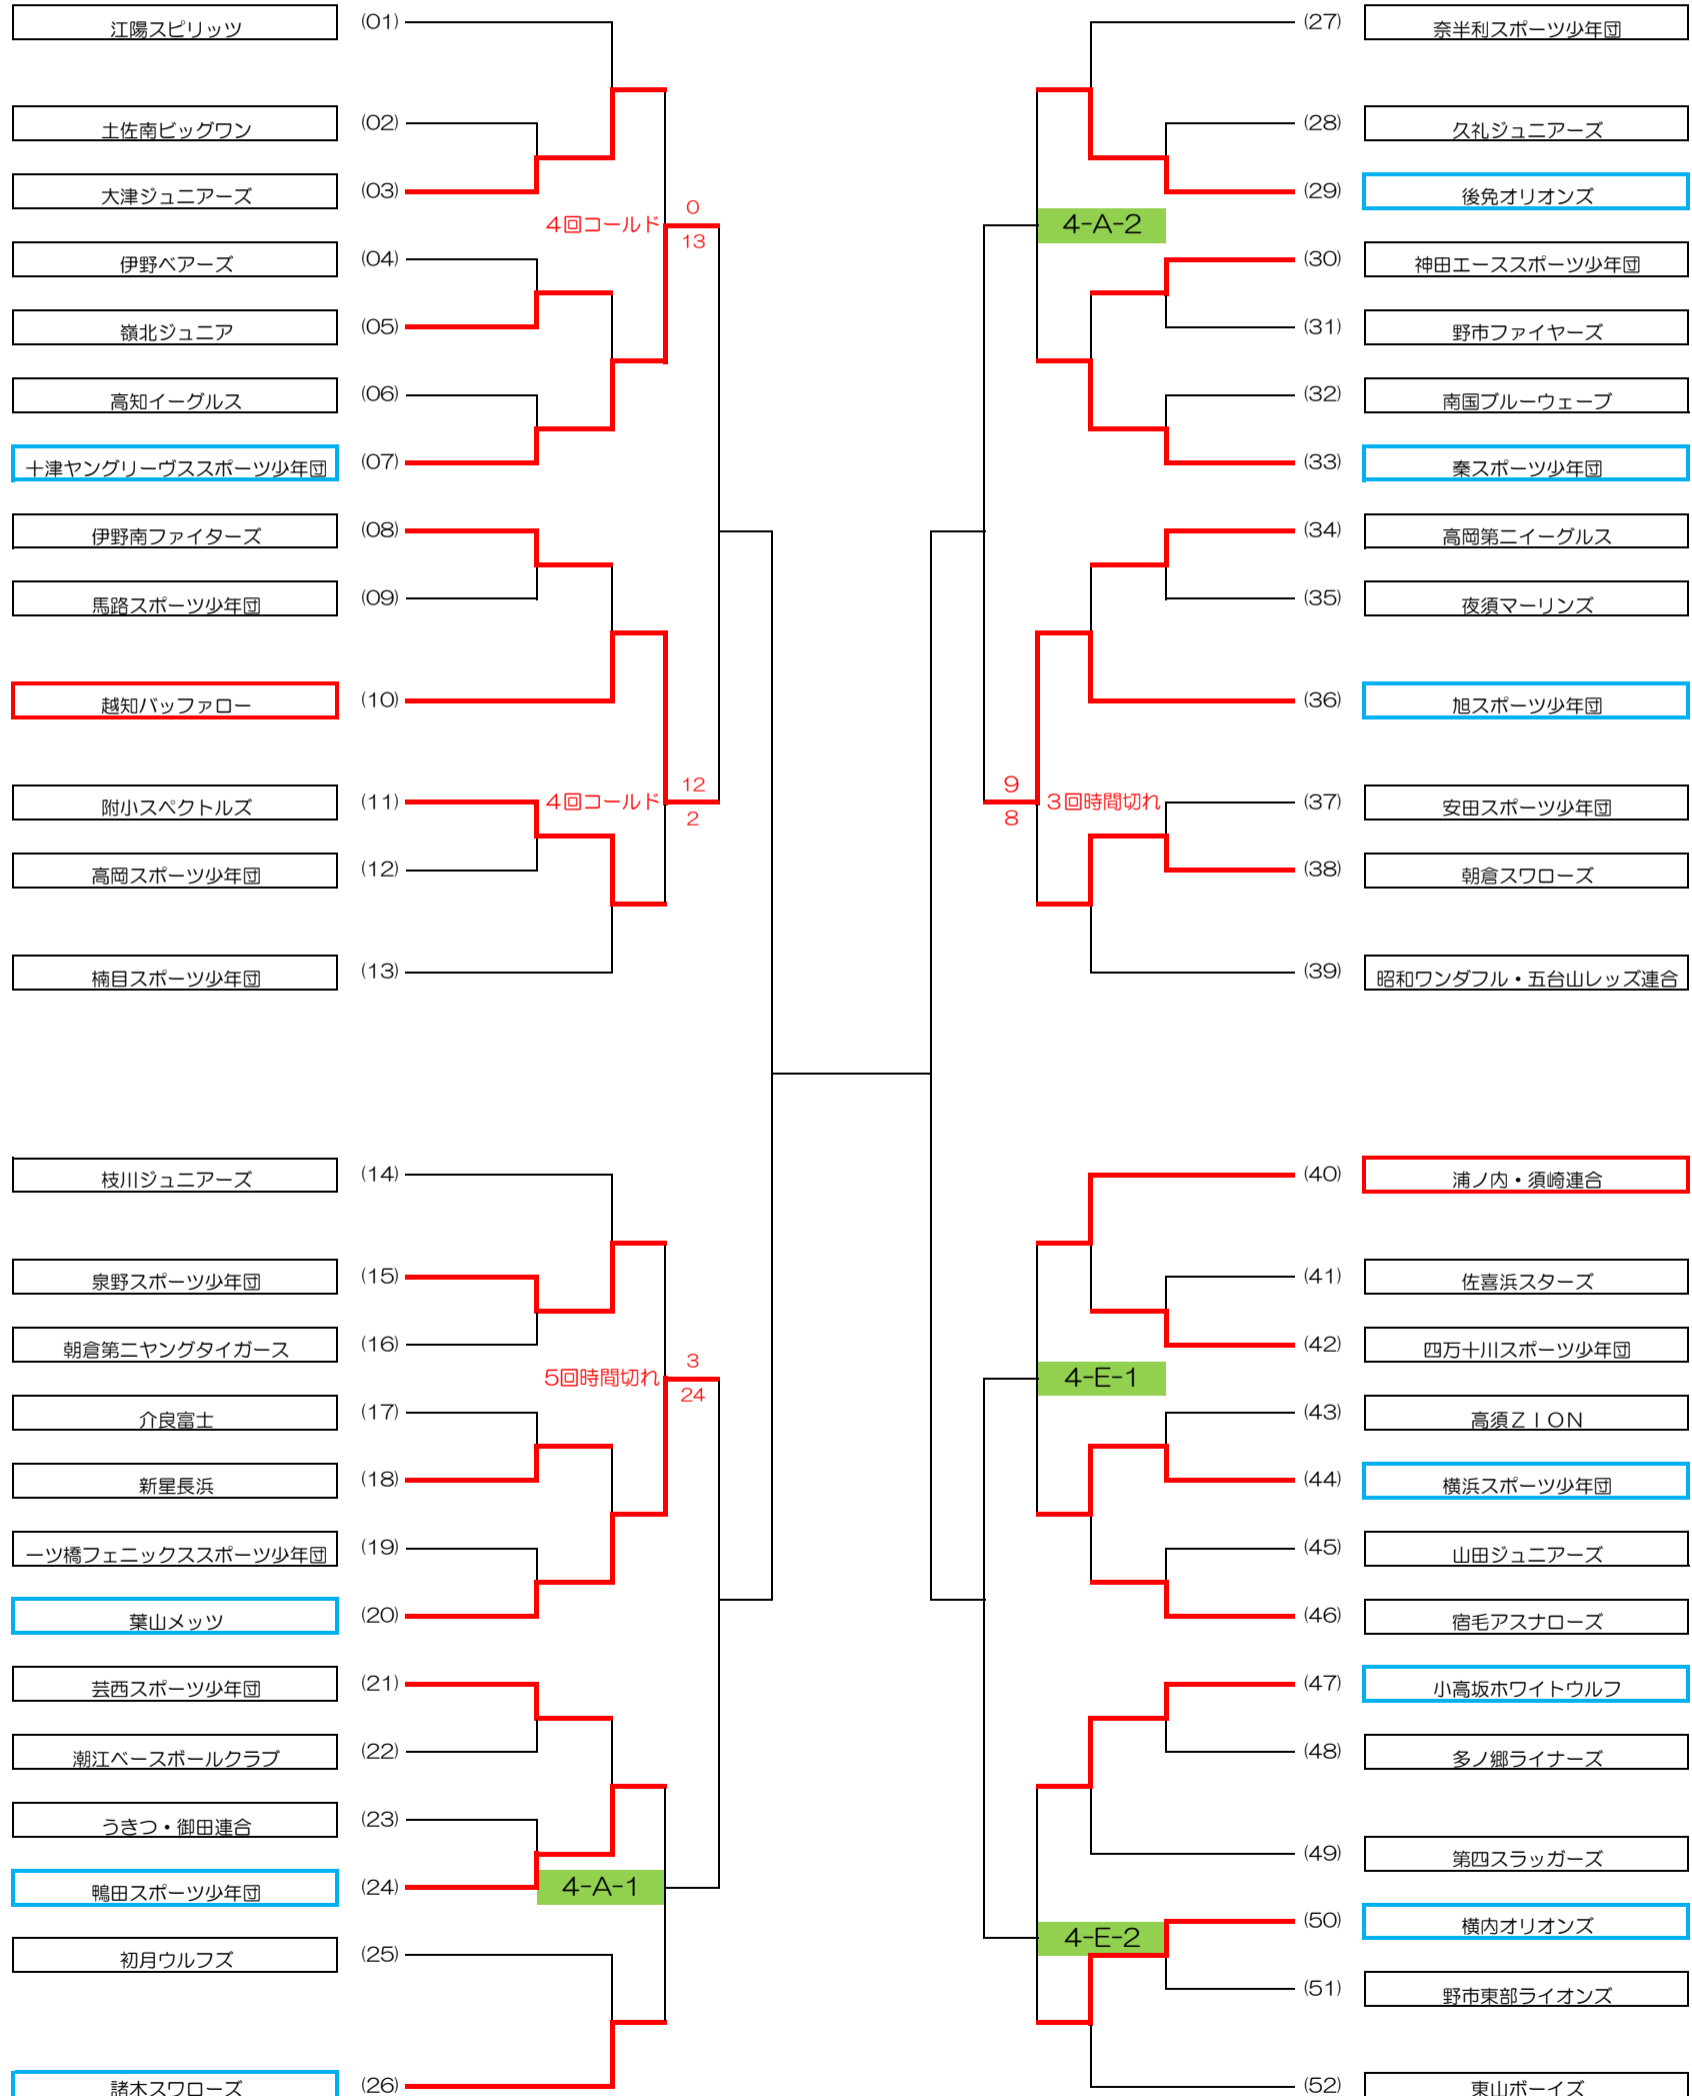 江陽スピリッツ (01)
土佐南ビッグワン (02)
大津ジュニアーズ (03)
0
4回コールド
13
伊野ベアーズ (04)
嶺北ジュニア (05)
高知イーグルス (06)
十津ヤングリーヴススポーツ少年団 (07)
伊野南ファイターズ (08)
馬路スポーツ少年団 (09)
越知バッファロー (10)
12
附小スペクトルズ (11) 4回コールド
2
高岡スポーツ少年団 (12)
楠目スポーツ少年団 (13)
枝川ジュニアーズ (14)
泉野スポーツ少年団 (15)
朝倉第二ヤングタイガース (16)
3
5回時間切れ
24
介良富士 (17)
新星長浜 (18)
一ツ橋フェニックススポーツ少年団 (19)
葉山メッツ (20)
芸西スポーツ少年団 (21)
潮江ベースボールクラブ (22)
うきつ・御田連合 (23)
鴨田スポーツ少年団 (24) 4-A-1
初月ウルフズ (25)
諸木スワローズ (26)
(27) 奈半利スポーツ少年団
(28) 久礼ジュニアーズ
(29) 後免オリオンズ
4-A-2
(30) 神田エーススポーツ少年団
(31) 野市ファイヤーズ
(32) 南国ブルーウェーブ
(33) 秦スポーツ少年団
(34) 高岡第二イーグルス
(35) 夜須マーリンズ
(36) 旭スポーツ少年団
9
3回時間切れ (37) 安田スポーツ少年団
8
(38) 朝倉スワローズ
(39) 昭和ワンダフル・五台山レッズ連合
(40) 浦ノ内・須崎連合
(41) 佐喜浜スターズ
(42) 四万十川スポーツ少年団
4-E-1
(43) 高須ZION
(44) 横浜スポーツ少年団
(45) 山田ジュニアーズ
(46) 宿毛アスナローズ
(47) 小高坂ホワイトウルフ
(48) 多ノ郷ライナーズ
(49) 第四スラッガーズ
(50) 横内オリオンズ
4-E-2
(51) 野市東部ライオンズ
(52) 東山ボーイズ